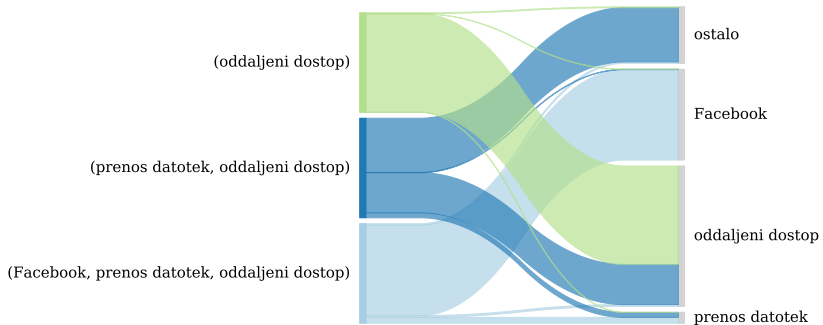 (oddaljeni dostop)
(prenos datotek, oddaljeni dostop)
(Facebook, prenos datotek, oddaljeni dostop)
ostalo
Facebook
oddaljeni dostop
prenos datotek